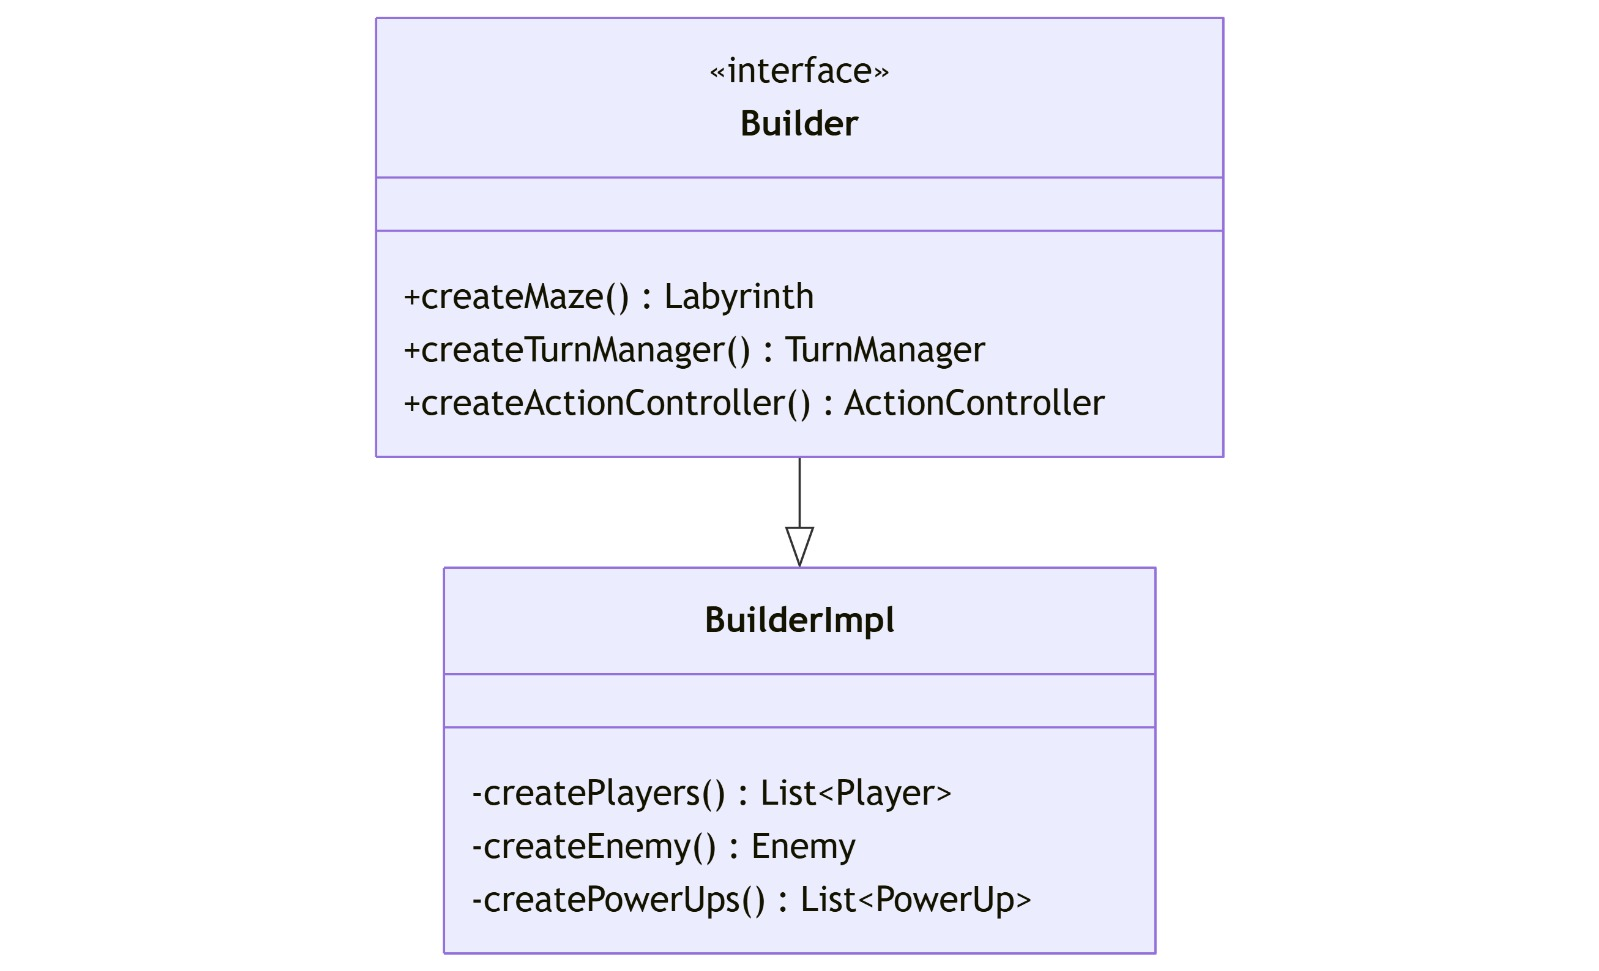 «interface»
Builder
+createMaze() : Labyrinth
+createTurnManager() : TurnManager
+createActionController() : ActionController
BuilderImpl
-createPlayers() : List<Player>
-createEnemy() : Enemy
-createPowerUps() : List<PowerUp>